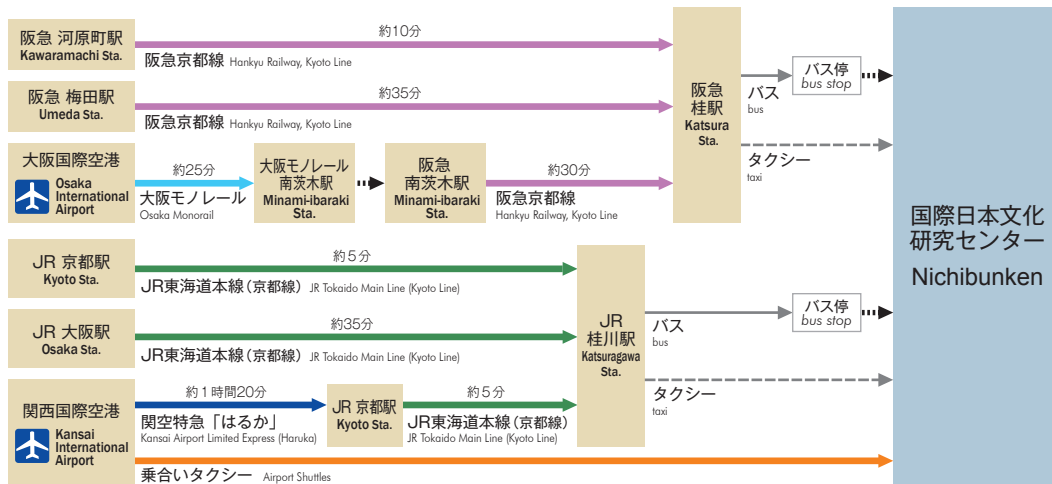 阪急 河原町駅
Kawaramachi Sta.
約10分
阪急京都線 Hankyu Railway, Kyoto Line
阪急 梅田駅
Umeda Sta.
約35分
阪急京都線 Hankyu Railway, Kyoto Line
大阪国際空港
Osaka
International
Airport
約25分
大阪モノレール
Osaka Monorail
大阪モノレール
南茨木駅
Minami-ibaraki
Sta.
阪急
南茨木駅
Minami-ibaraki
Sta.
約30分
阪急京都線
Hankyu Railway, Kyoto Line
阪急
桂駅
Katsura
Sta.
バス
bus
バス停
bus stop
タクシー
taxi
JR 京都駅
Kyoto Sta.
約5分
JR東海道本線(京都線) JR Tokaido Main Line (Kyoto Line)
JR 大阪駅
Osaka Sta.
約35分
JR東海道本線(京都線) JR Tokaido Main Line (Kyoto Line)
関西国際空港
Kansai
International
Airport
約1時間20分
関空特急「はるか」
Kansai Airport Limited Express (Haruka)
JR 京都駅
Kyoto Sta.
約5分
JR東海道本線(京都線)
JR Tokaido Main Line (Kyoto Line)
JR
桂川駅
Katsuragawa
Sta.
バス
bus
バス停
bus stop
タクシー
taxi
乗合いタクシー Airport Shuttles
国際日本文化
研究センター
Nichibunken